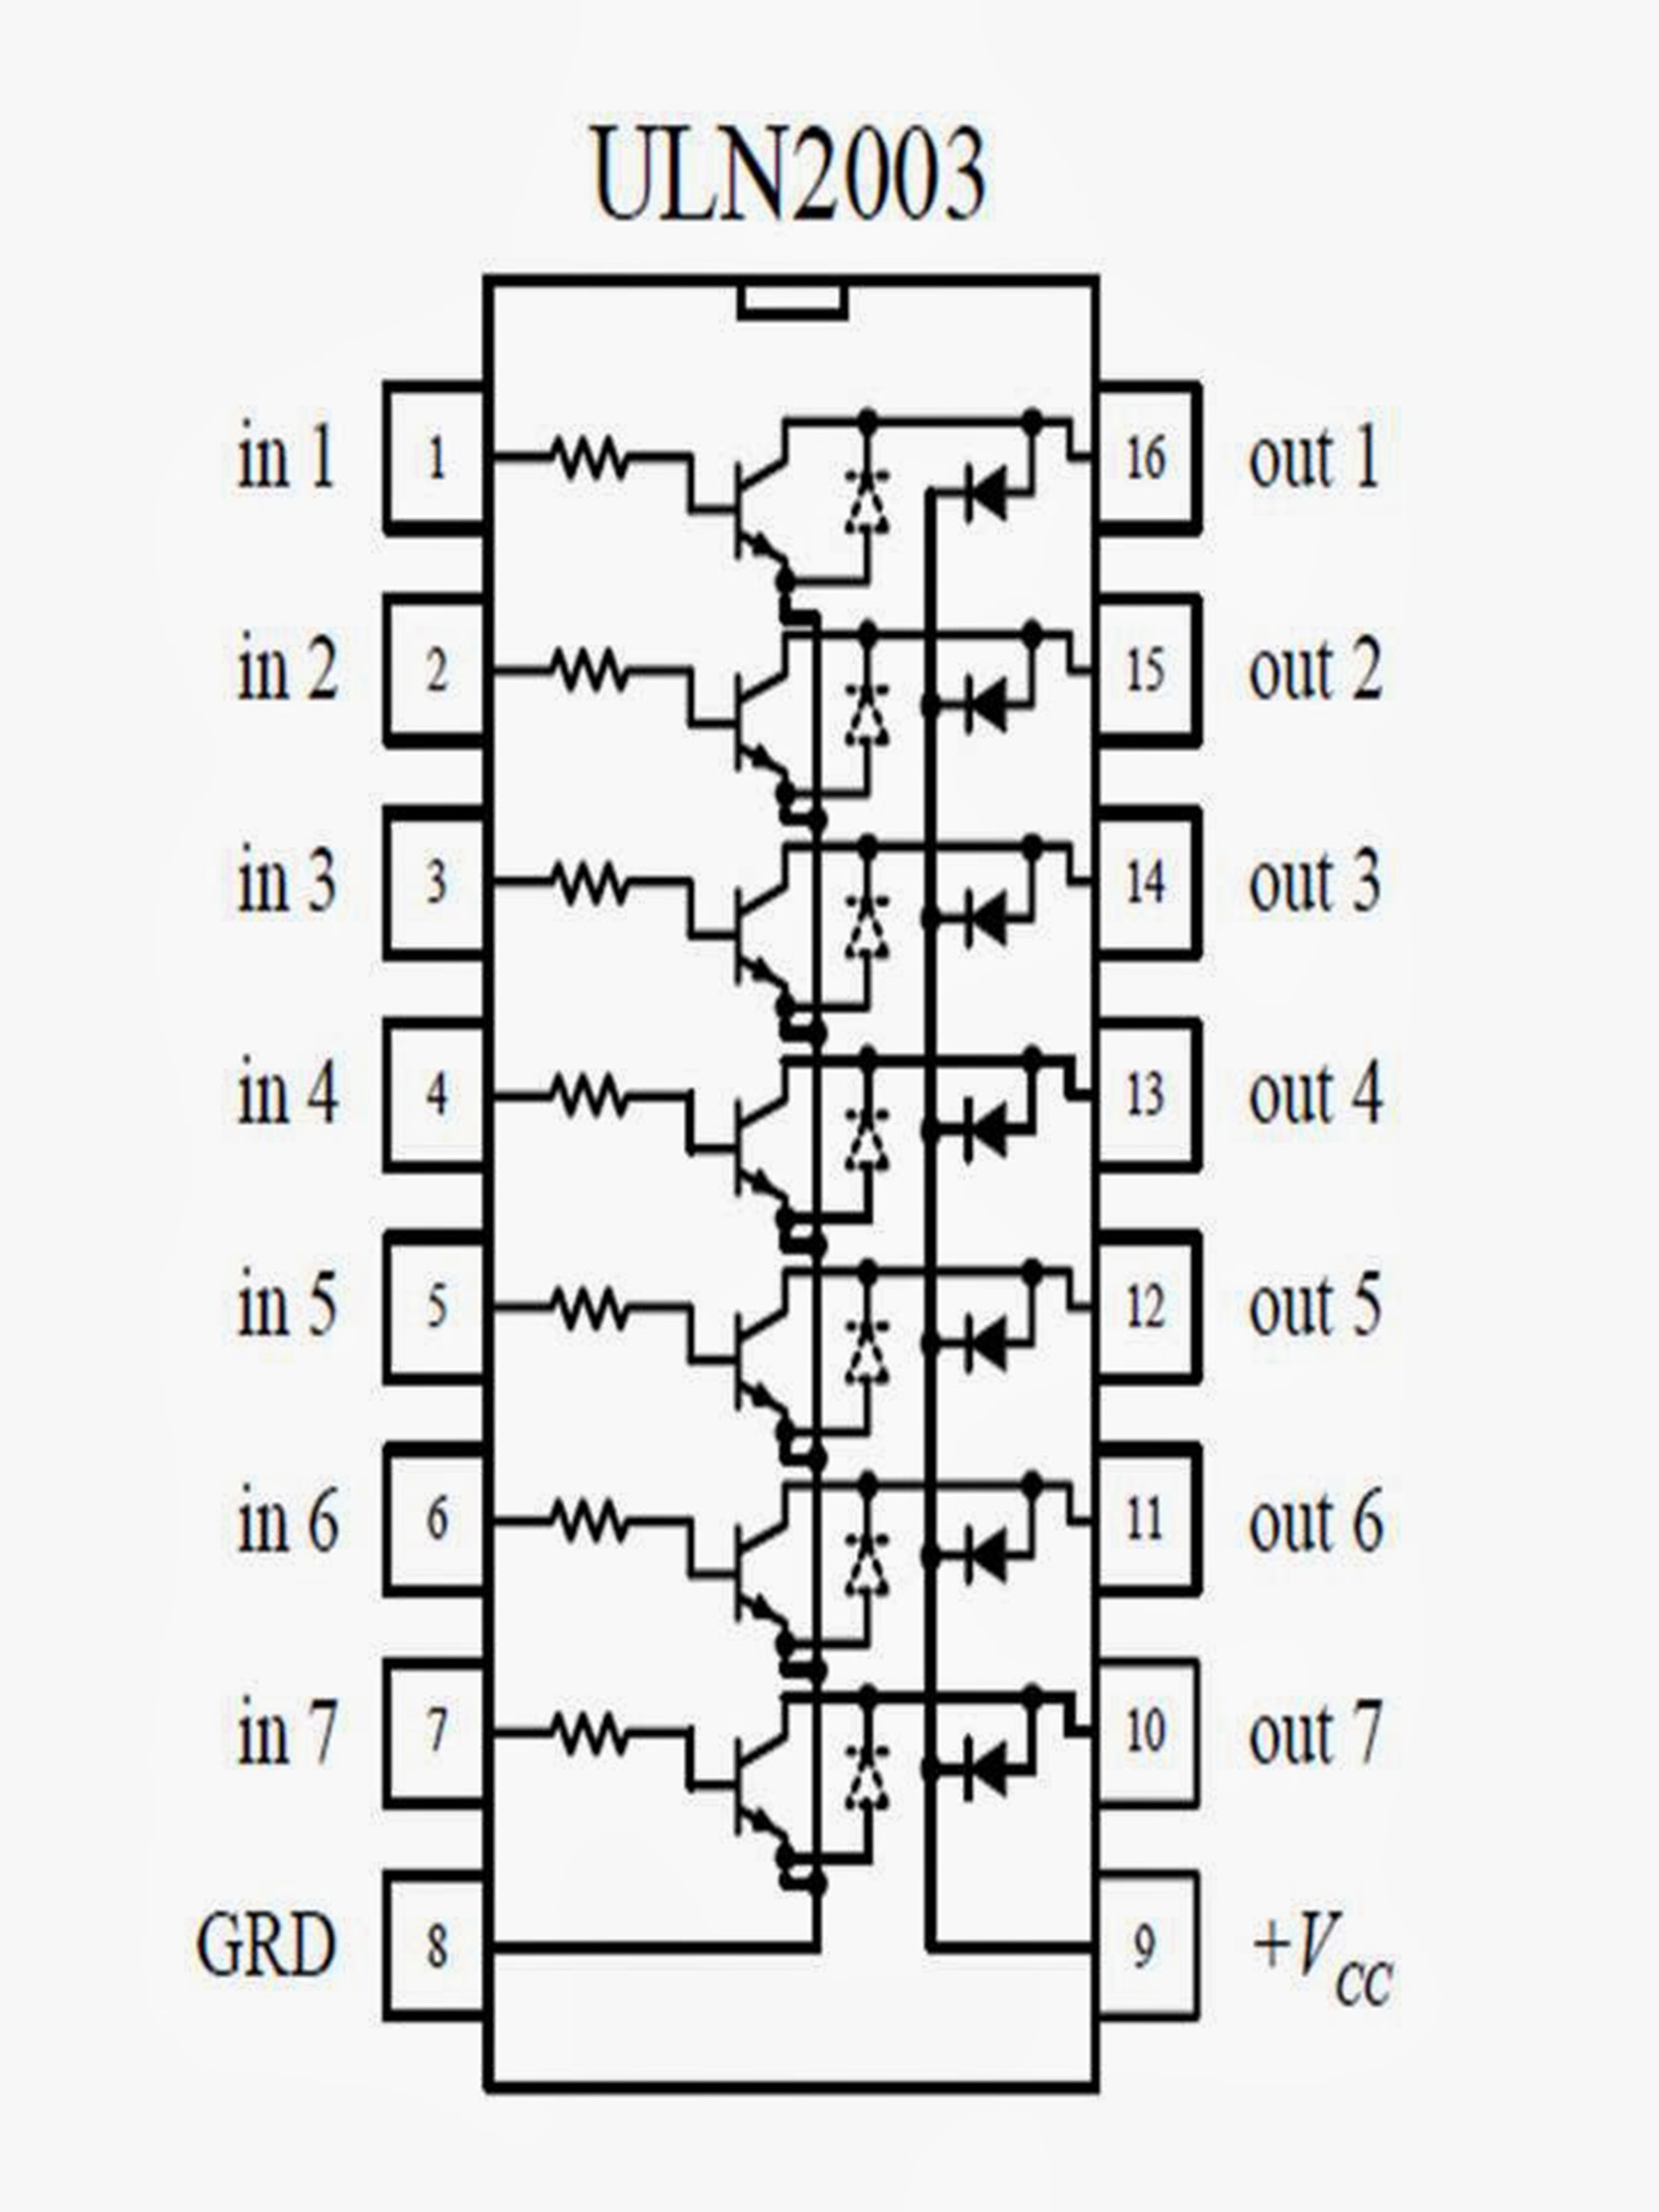 ULN2003
in 1 1 16 out 1
in 2 2 15 out 2
in 3 3 14 out 3
in 4 4 13 out 4
in 5 5 12 out 5
in 6 6 11 out 6
in 7 7 10 out 7
GRD 8 9 +VCC